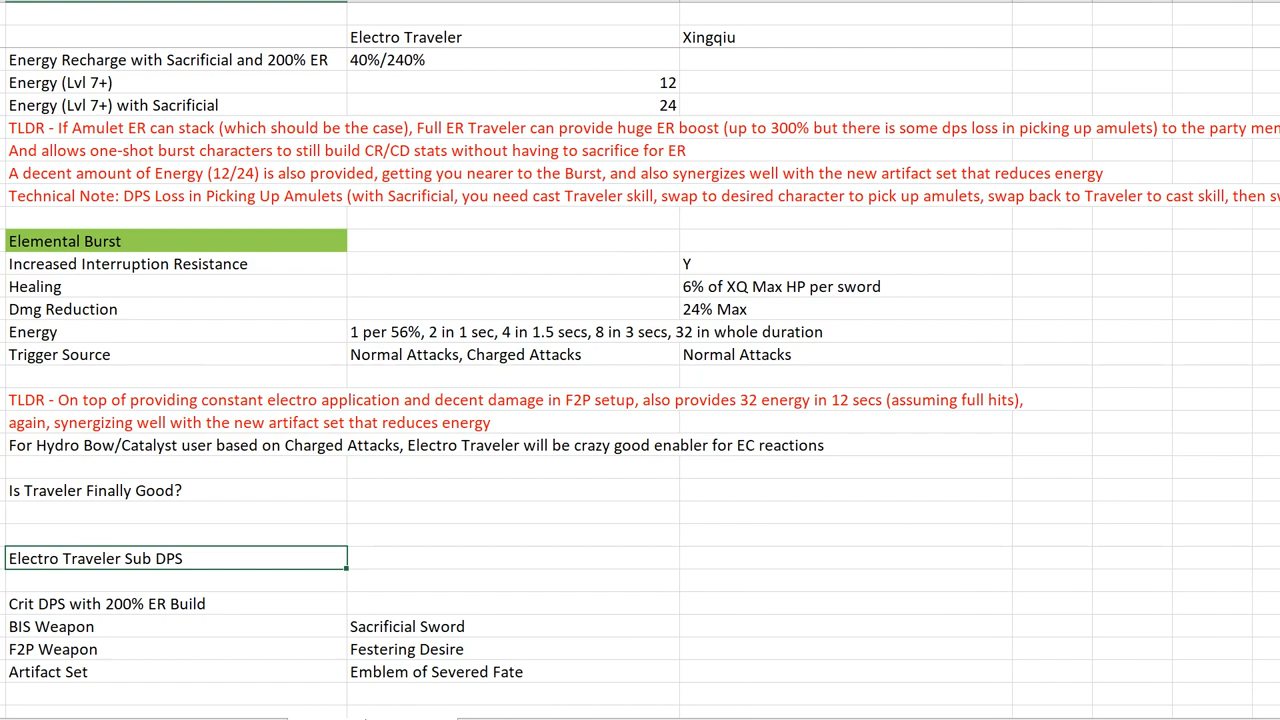 Electro Traveler Xingqiu
Energy Recharge with Sacrificial and 200% ER 40%/240%
Energy (Lvl 7+) 12
Energy (Lvl 7+) with Sacrificial 24
TLDR - If Amulet ER can stack (which should be the case), Full ER Traveler can provide huge ER boost (up to 300% but there is some dps loss in picking up amulets) to the party
And allows one-shot burst characters to still build CR/CD stats without having to sacrifice for ER
A decent amount of Energy (12/24) is also provided, getting you nearer to the Burst, and also synergizes well with the new artifact set that reduces energy
Technical Note: DPS Loss in Picking Up Amulets (with Sacrificial, you need cast Traveler skill, swap to desired character to pick up amulets, swap back to Traveler to cast skill, then
Elemental Burst
Increased Interruption Resistance Y
Healing 6% of XQ Max HP per sword
Dmg Reduction 24% Max
Energy 1 per 56%, 2 in 1 sec, 4 in 1.5 secs, 8 in 3 secs, 32 in whole duration
Trigger Source Normal Attacks, Charged Attacks Normal Attacks
TLDR - On top of providing constant electro application and decent damage in F2P setup, also provides 32 energy in 12 secs (assuming full hits),
again, synergizing well with the new artifact set that reduces energy
For Hydro Bow/Catalyst user based on Charged Attacks, Electro Traveler will be crazy good enabler for EC reactions
Is Traveler Finally Good?
Electro Traveler Sub DPS
Crit DPS with 200% ER Build
BIS Weapon Sacrificial Sword
F2P Weapon Festering Desire
Artifact Set Emblem of Severed Fate